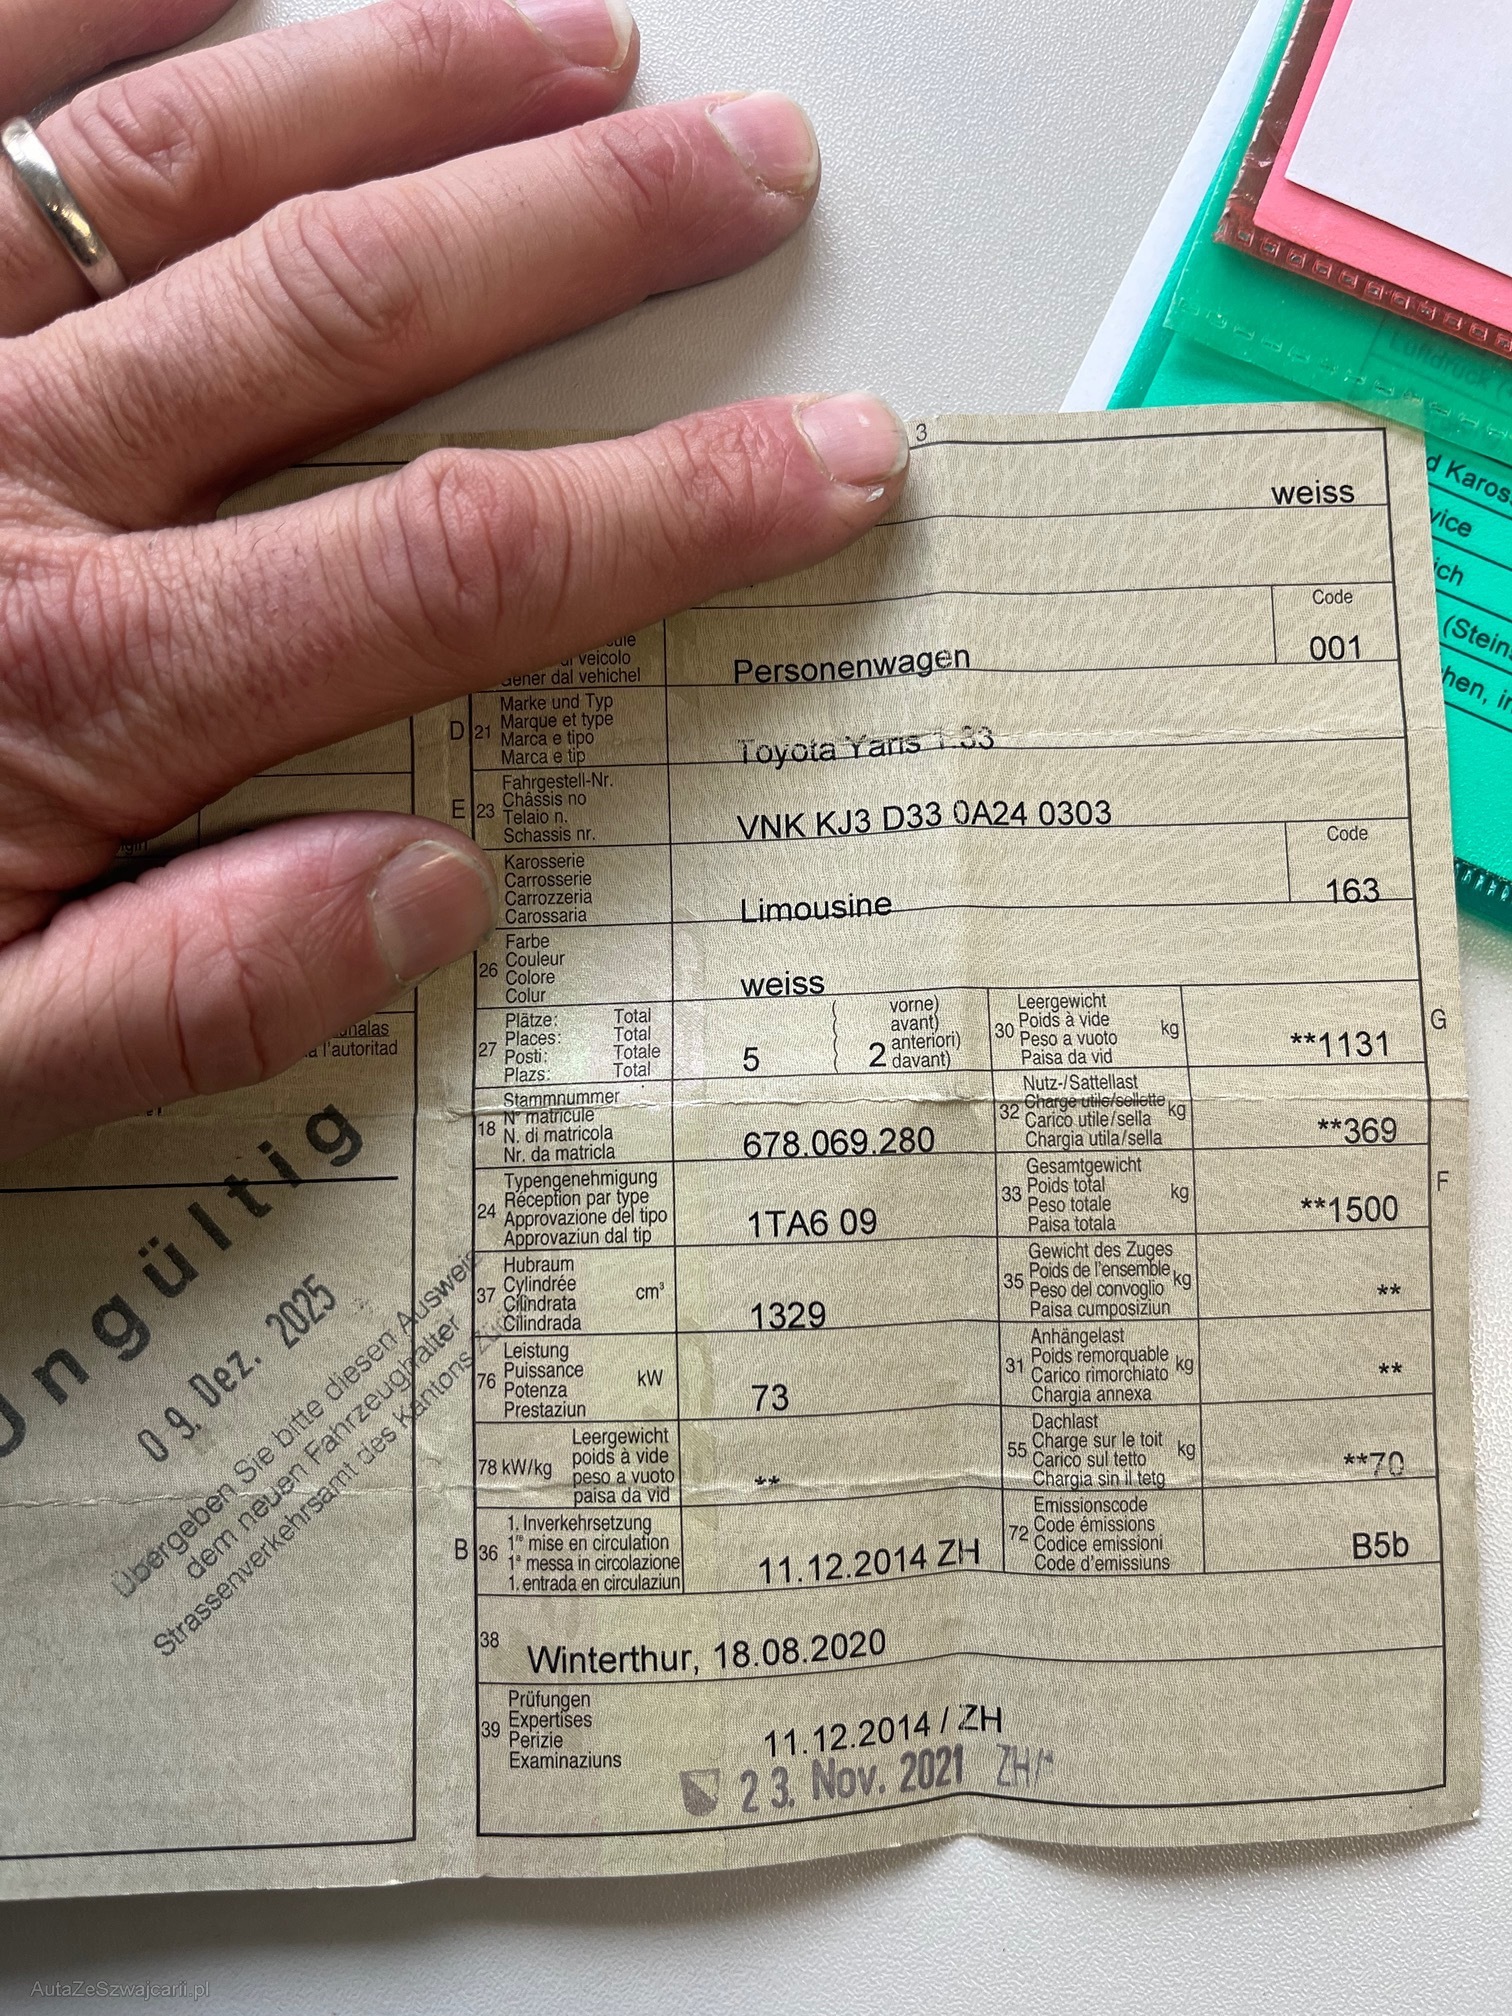 3
weiss
Code
001
Personenwagen
veicolo
Gener dal vehichel
D
21
Marke und Typ
Marque et type
Marca e tipo
Marca e tip
Toyota Yaris 1.33
E
23
Fahrgestell-Nr.
Châssis no
Telaio n.
Schassis nr.
VNK KJ3 D33 0A24 0303
Karosserie
Carrosserie
Carrozzeria
Carossaria
Limousine
Code
163
26
Farbe
Couleur
Colore
Colur
weiss
27
Plätze: Total
Places: Total
Posti: Totale
Plazs: Total
5
2
vorne)
avant)
anteriori)
davant)
30
Leergewicht
Poids à vide
Peso a vuoto
Paisa da vid
kg
**1131
G
18
Stammnummer
N° matricule
N. di matricola
Nr. da matricla
678.069.280
32
Nutz-/Sattellast
Charge utile/sellette
Carico utile/sella
Chargia utila/sella
kg
**369
24
Typengenehmigung
Réception par type
Approvazione del tipo
Approvaziun dal tip
1TA6 09
33
Gesamtgewicht
Poids total
Peso totale
Paisa totala
kg
**1500
F
37
Hubraum
Cylindrée
Cilindrata
Cilindrada
cm³
1329
35
Gewicht des Zuges
Poids de l'ensemble
Peso del convoglio
Paisa cumposiziun
kg
**
76
Leistung
Puissance
Potenza
Prestaziun
kW
73
31
Anhängelast
Poids remorquable
Carico rimorchiato
Chargia annexa
kg
**
78 kW/kg
Leergewicht
poids à vide
peso a vuoto
paisa da vid
**
55
Dachlast
Charge sur le toit
Carico sul tetto
Chargia sin il tetg
kg
**70
B
36
1. Inverkehrsetzung
1re mise en circulation
1a messa in circolazione
1. entrada en circulaziun
11.12.2014 ZH
72
Emissionscode
Code émissions
Codice emissioni
Code d'emissiuns
B5b
38
Winterthur, 18.08.2020
39
Prüfungen
Expertises
Perizie
Examinaziuns
11.12.2014 / ZH
23. Nov. 2021 ZH
l'autoritad
Ungültig
09. Dez. 2025
Übergeben Sie bitte diesen Ausweis
dem neuen Fahrzeughalter
Strassenverkehrsamt des Kantons
Luftdruck
vice
ich
AutaZeSzwajcarii.pl